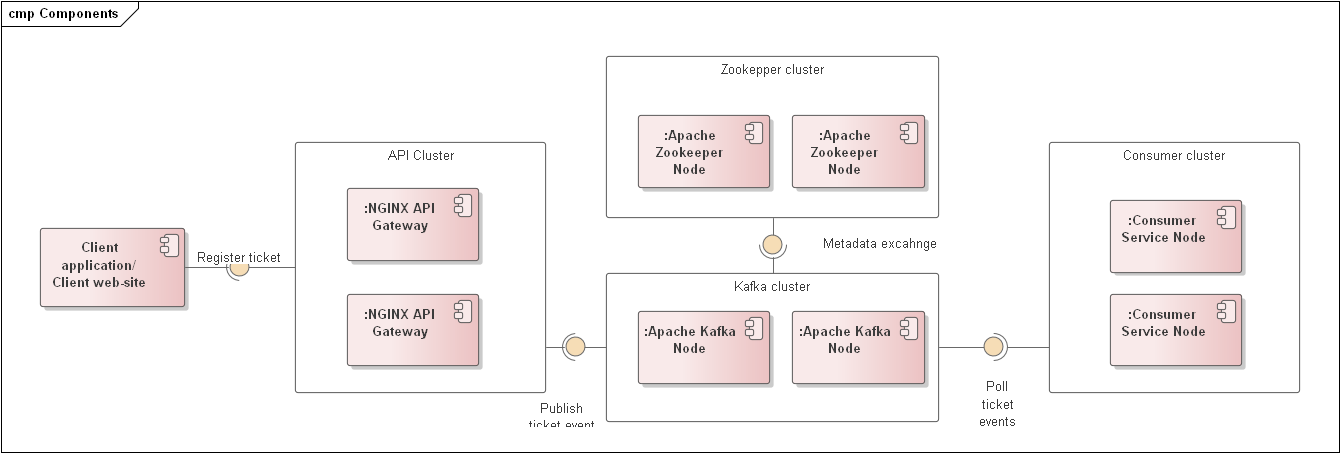 cmp Components
Client
application/
Client web-site
Register ticket
API Cluster
:NGINX API
Gateway
:NGINX API
Gateway
Publish
ticket event
Zookepper cluster
:Apache
Zookeeper
Node
:Apache
Zookeeper
Node
Metadata excahnge
Kafka cluster
:Apache Kafka
Node
:Apache Kafka
Node
Poll
ticket
events
Consumer cluster
:Consumer
Service Node
:Consumer
Service Node